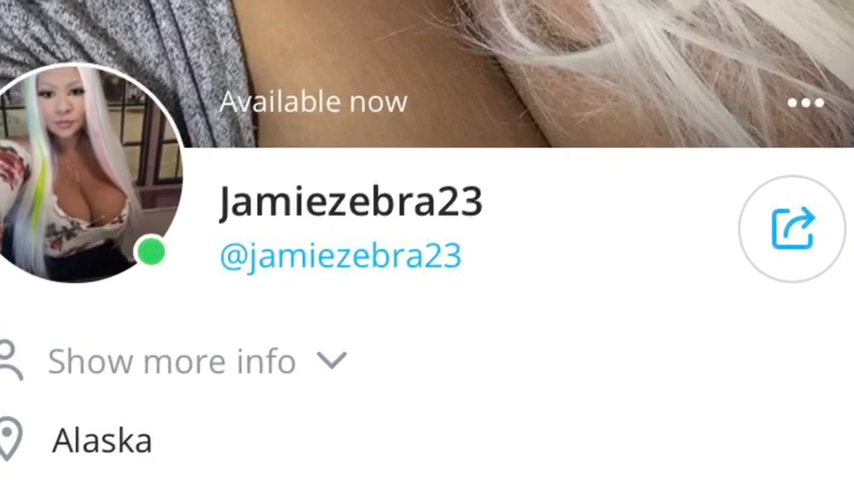 Available now
Jamiezebra23
@jamiezebra23
Show more info
Alaska